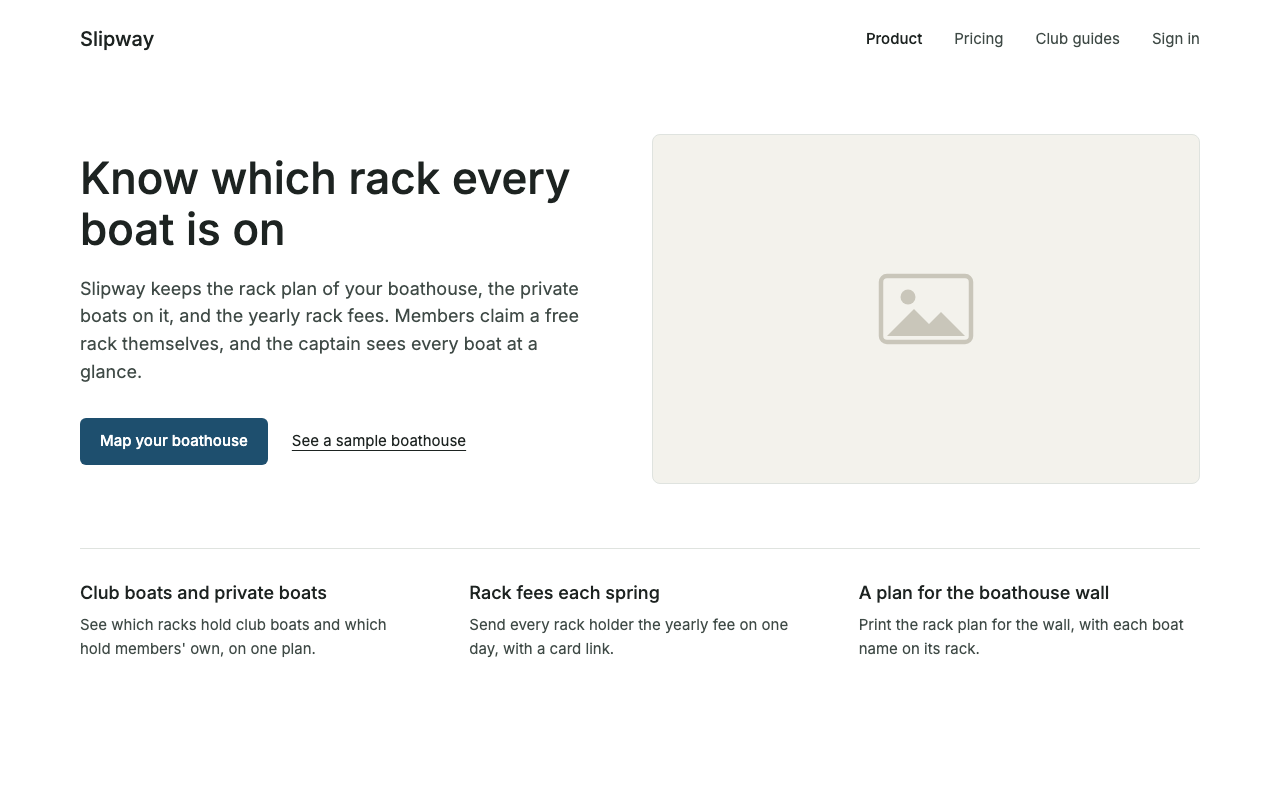 Slipway
Product
Pricing
Club guides
Sign in
Know which rack every
boat is on
Slipway keeps the rack plan of your boathouse, the private
boats on it, and the yearly rack fees. Members claim a free
rack themselves, and the captain sees every boat at a
glance.
Map your boathouse
See a sample boathouse
Club boats and private boats
See which racks hold club boats and which
hold members' own, on one plan.
Rack fees each spring
Send every rack holder the yearly fee on one
day, with a card link.
A plan for the boathouse wall
Print the rack plan for the wall, with each boat
name on its rack.